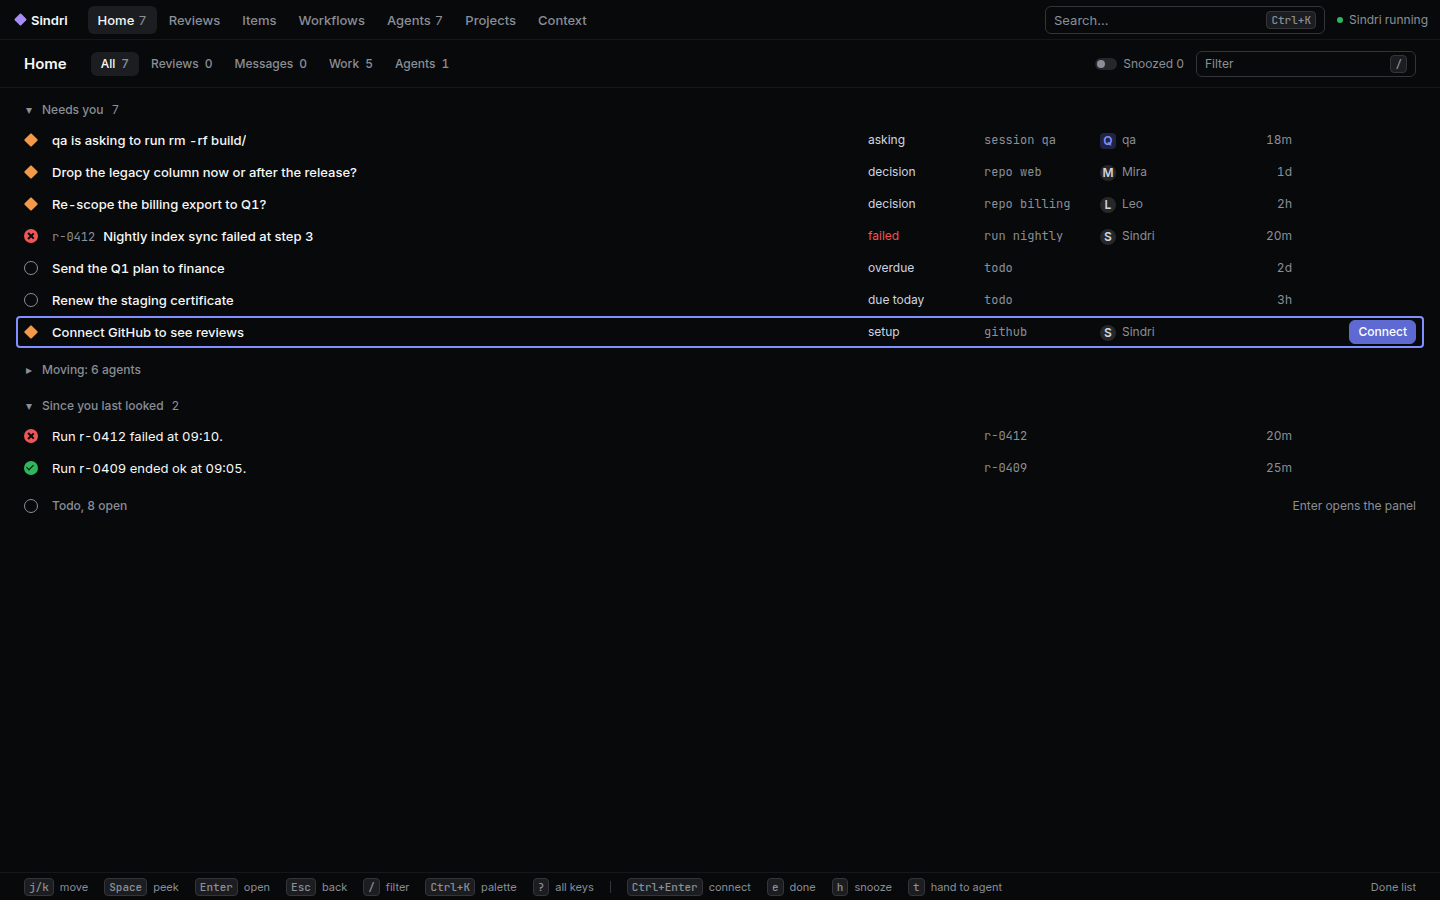 Sindri Home 7 Reviews Items Workflows Agents 7 Projects Context Search... Ctrl+K Sindri running
Home All 7 Reviews 0 Messages 0 Work 5 Agents 1 Snoozed 0 Filter /
Needs you 7
qa is asking to run rm -rf build/ asking session qa Q qa 18m
Drop the legacy column now or after the release? decision repo web M Mira 1d
Re-scope the billing export to Q1? decision repo billing L Leo 2h
r-0412 Nightly index sync failed at step 3 failed run nightly S Sindri 20m
Send the Q1 plan to finance overdue todo 2d
Renew the staging certificate due today todo 3h
Connect GitHub to see reviews setup github S Sindri Connect
Moving: 6 agents
Since you last looked 2
Run r-0412 failed at 09:10. r-0412 20m
Run r-0409 ended ok at 09:05. r-0409 25m
Todo, 8 open Enter opens the panel
j/k move Space peek Enter open Esc back / filter Ctrl+K palette ? all keys Ctrl+Enter connect e done h snooze t hand to agent Done list